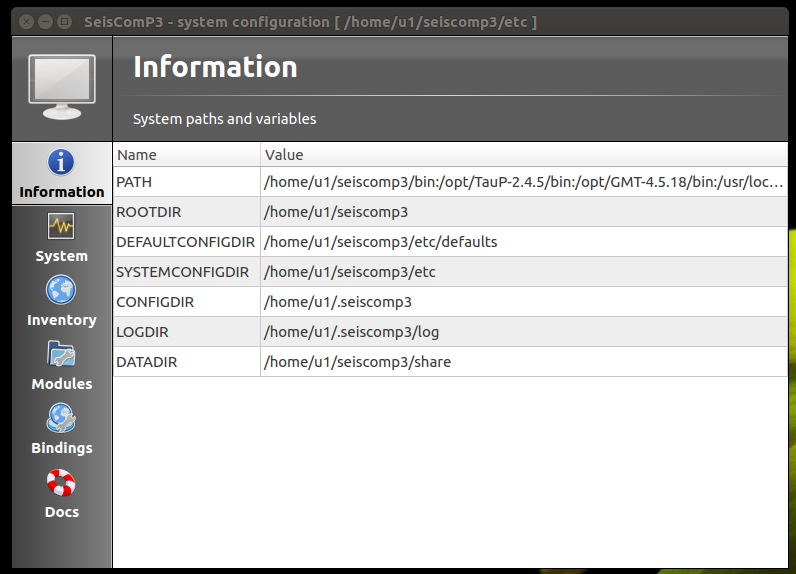 SeisComP3 - system configuration [ /home/u1/seiscomp3/etc ]
Information
System paths and variables
Information
System
Inventory
Modules
Bindings
Docs
Name Value
PATH /home/u1/seiscomp3/bin:/opt/TauP-2.4.5/bin:/opt/GMT-4.5.18/bin:/usr/loc...
ROOTDIR /home/u1/seiscomp3
DEFAULTCONFIGDIR /home/u1/seiscomp3/etc/defaults
SYSTEMCONFIGDIR /home/u1/seiscomp3/etc
CONFIGDIR /home/u1/.seiscomp3
LOGDIR /home/u1/.seiscomp3/log
DATADIR /home/u1/seiscomp3/share